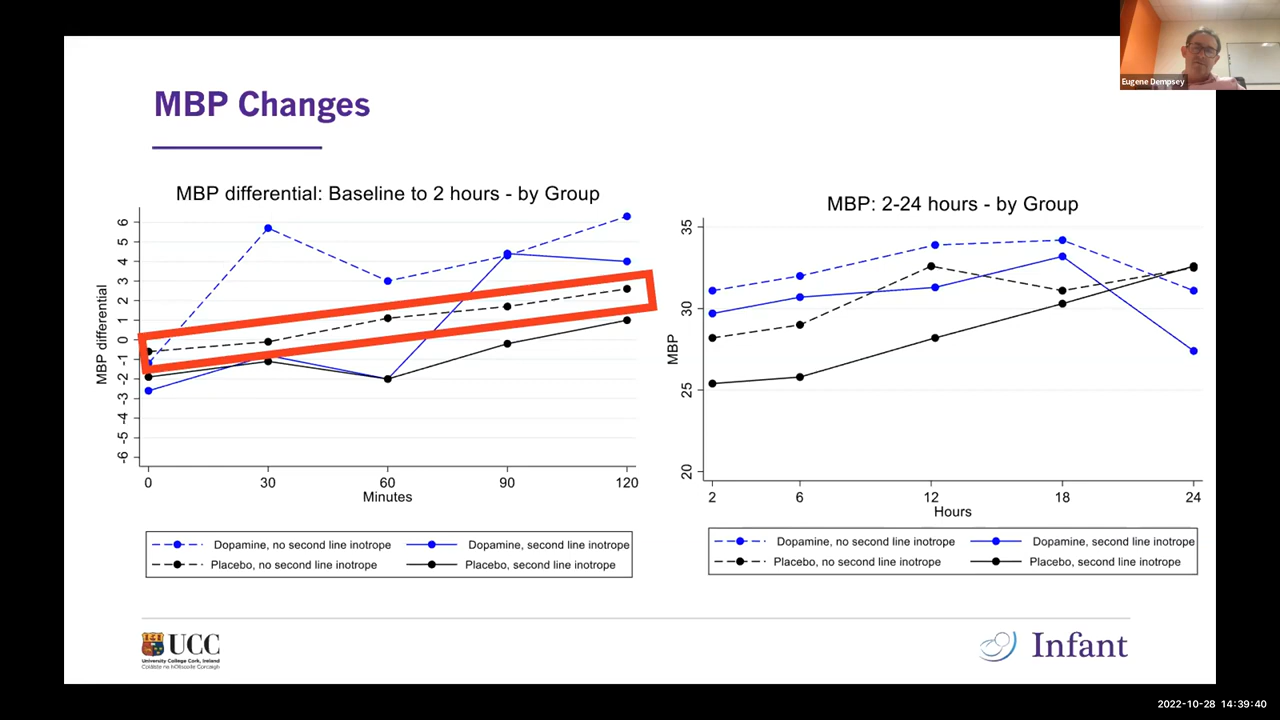 Eugene Dempsey
MBP Changes
MBP differential: Baseline to 2 hours - by Group
MBP differential
6
5
4
3
2
1
0
-1
-2
-3
-4
-5
-6
0 30 60 90 120
Minutes
Dopamine, no second line inotrope Dopamine, second line inotrope
Placebo, no second line inotrope Placebo, second line inotrope
MBP: 2-24 hours - by Group
MBP
35
30
25
20
2 6 12 18 24
Hours
Dopamine, no second line inotrope Dopamine, second line inotrope
Placebo, no second line inotrope Placebo, second line inotrope
UCC
University College Cork, Ireland
Coláiste na hOllscoile Corcaigh
Infant
2022-10-28 14:39:40